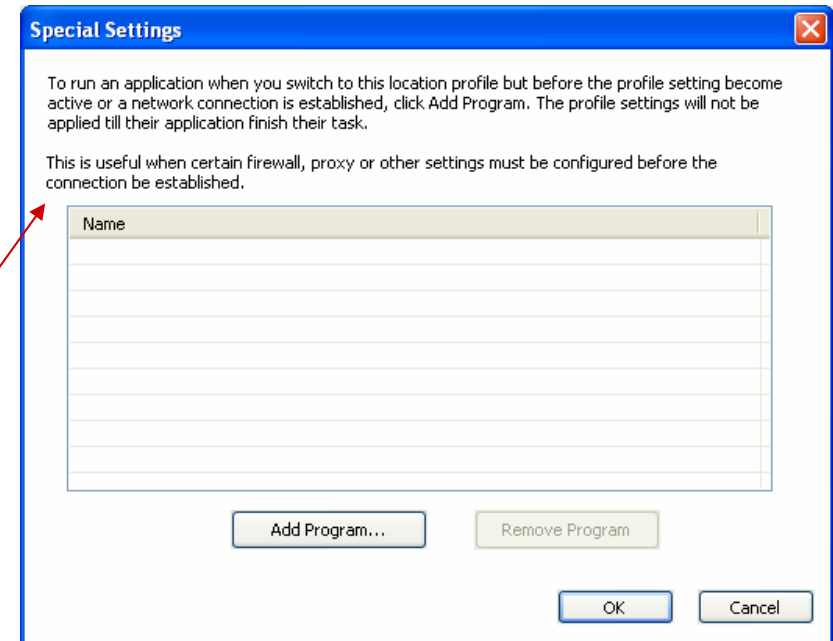 Special Settings
To run an application when you switch to this location profile but before the profile setting become
active or a network connection is established, click Add Program. The profile settings will not be
applied till their application finish their task.
This is useful when certain firewall, proxy or other settings must be configured before the
connection be established.
Name
Add Program...
Remove Program
OK
Cancel